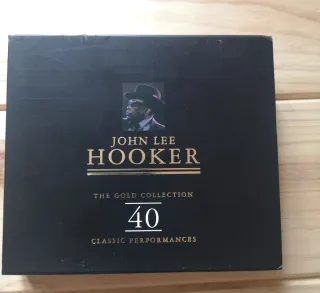 JOHN LEE
HOOKER
THE GOLD COLLECTION
40
CLASSIC PERFORMANCES